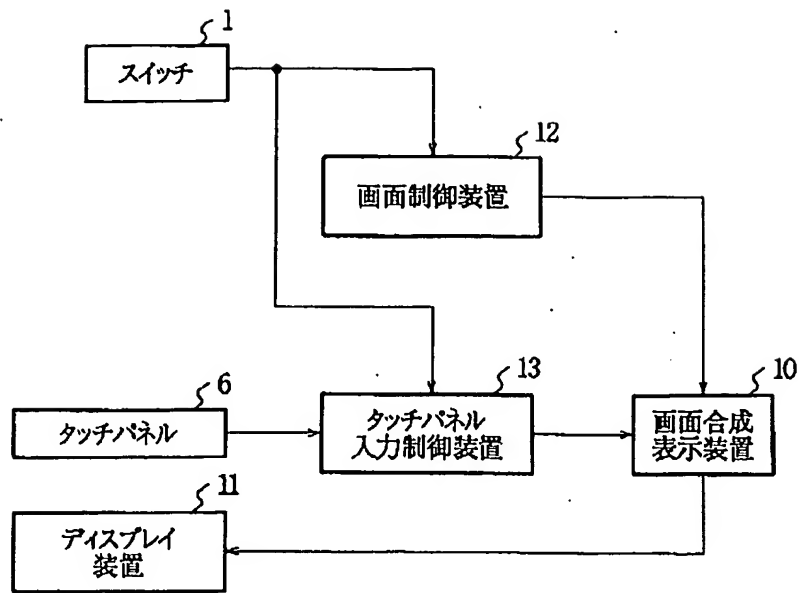 1
スイッチ
12
画面制御装置
6
タッチパネル
13
タッチパネル
入力制御装置
10
画面合成
表示装置
11
ディスプレイ
装置